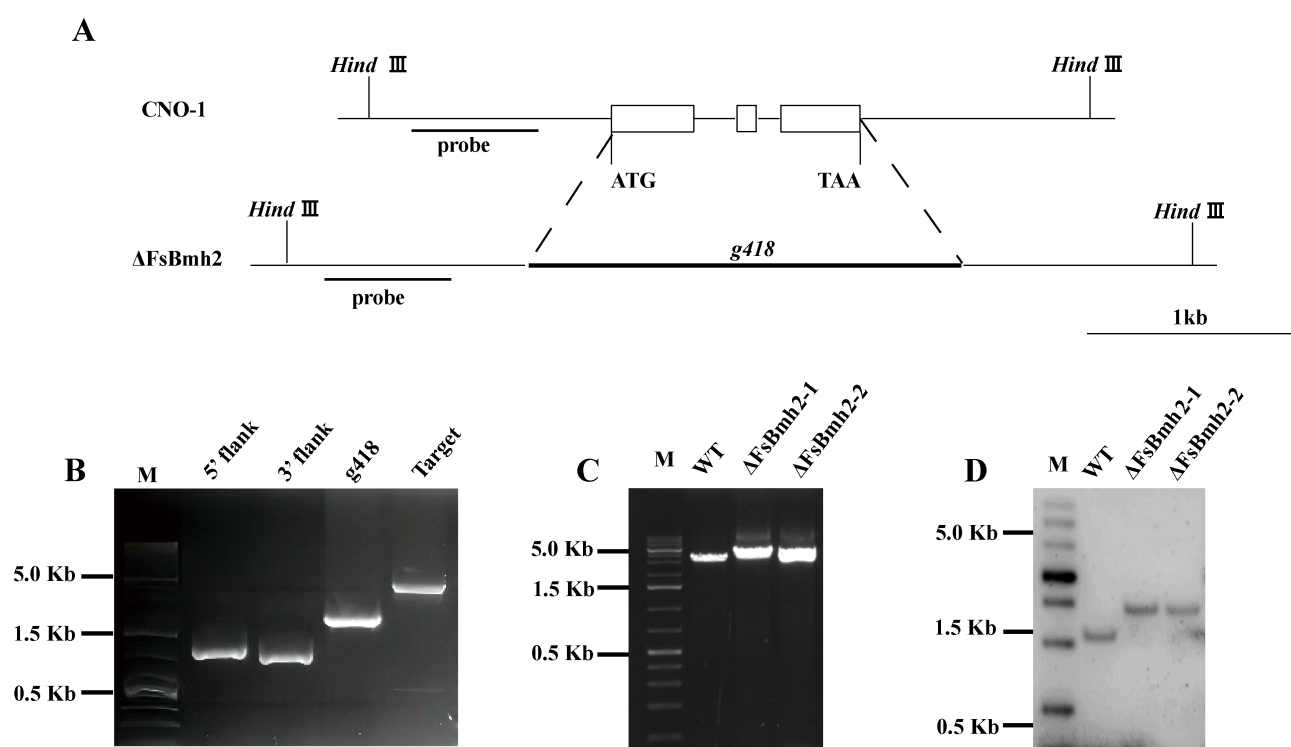 A
Hind Ⅲ
Hind Ⅲ
CNO-1
probe
ATG
TAA
Hind Ⅲ
Hind Ⅲ
ΔFsBmh2
g418
probe
1kb
B
M
5' flank
3' flank
g418
Target
5.0 Kb
1.5 Kb
0.5 Kb
C
M
WT
ΔFsBmh2-1
ΔFsBmh2-2
5.0 Kb
1.5 Kb
0.5 Kb
D
M
WT
ΔFsBmh2-1
ΔFsBmh2-2
5.0 Kb
1.5 Kb
0.5 Kb